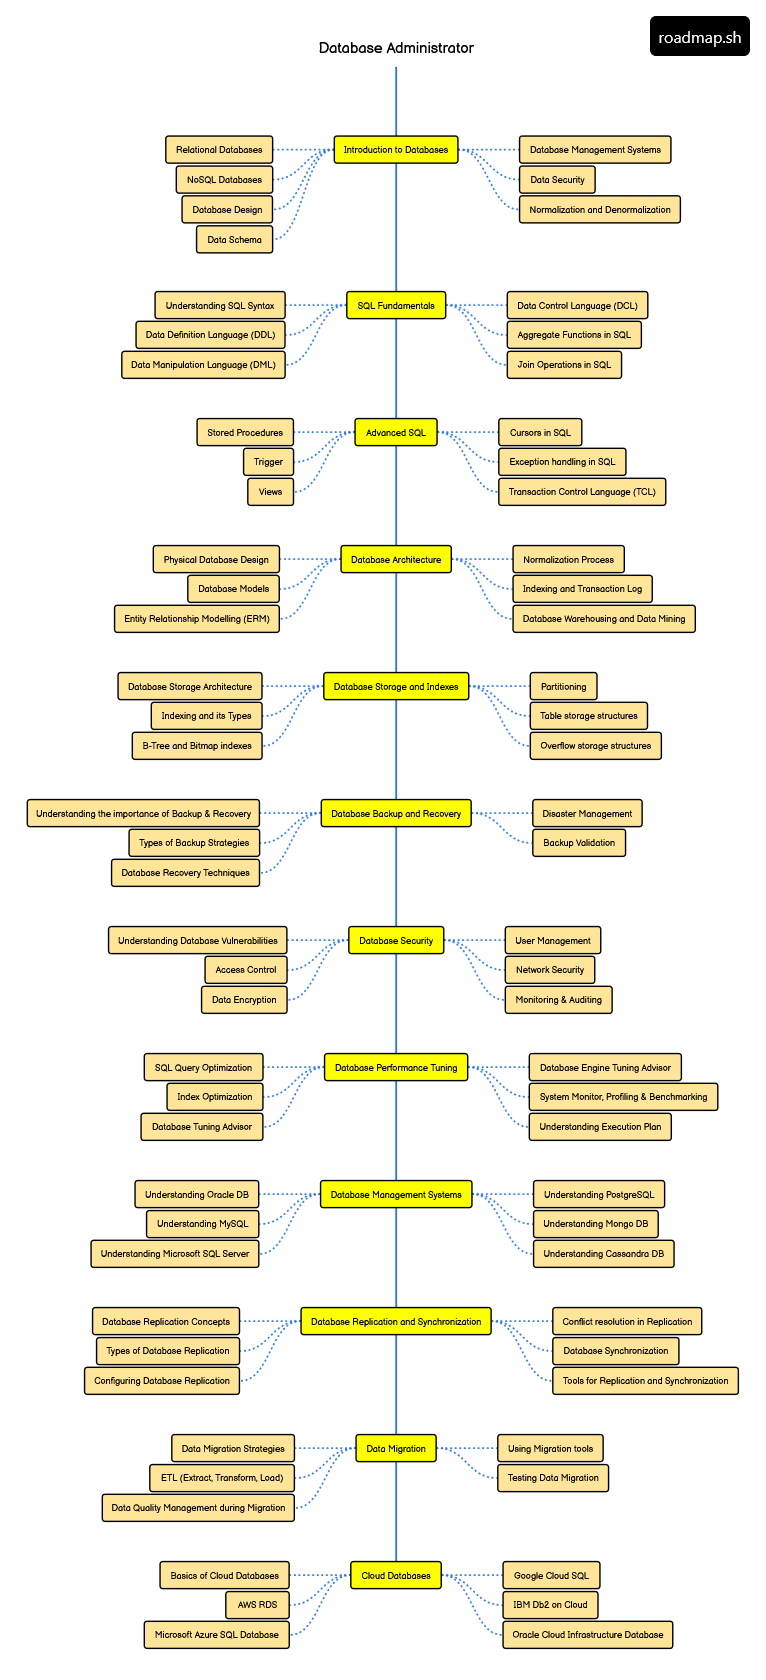 roadmap.sh
Database Administrator
Relational Databases
NoSQL Databases
Database Design
Data Schema
Introduction to Databases
Database Management Systems
Data Security
Normalization and Denormalization
Understanding SQL Syntax
Data Definition Language (DDL)
Data Manipulation Language (DML)
SQL Fundamentals
Data Control Language (DCL)
Aggregate Functions in SQL
Join Operations in SQL
Stored Procedures
Trigger
Views
Advanced SQL
Cursors in SQL
Exception handling in SQL
Transaction Control Language (TCL)
Physical Database Design
Database Models
Entity Relationship Modelling (ERM)
Database Architecture
Normalization Process
Indexing and Transaction Log
Database Warehousing and Data Mining
Database Storage Architecture
Indexing and its Types
B-Tree and Bitmap indexes
Database Storage and Indexes
Partitioning
Table storage structures
Overflow storage structures
Understanding the importance of Backup & Recovery
Types of Backup Strategies
Database Recovery Techniques
Database Backup and Recovery
Disaster Management
Backup Validation
Understanding Database Vulnerabilities
Access Control
Data Encryption
Database Security
User Management
Network Security
Monitoring & Auditing
SQL Query Optimization
Index Optimization
Database Tuning Advisor
Database Performance Tuning
Database Engine Tuning Advisor
System Monitor, Profiling & Benchmarking
Understanding Execution Plan
Understanding Oracle DB
Understanding MySQL
Understanding Microsoft SQL Server
Database Management Systems
Understanding PostgreSQL
Understanding Mongo DB
Understanding Cassandra DB
Database Replication Concepts
Types of Database Replication
Configuring Database Replication
Database Replication and Synchronization
Conflict resolution in Replication
Database Synchronization
Tools for Replication and Synchronization
Data Migration Strategies
ETL (Extract, Transform, Load)
Data Quality Management during Migration
Data Migration
Using Migration tools
Testing Data Migration
Basics of Cloud Databases
AWS RDS
Microsoft Azure SQL Database
Cloud Databases
Google Cloud SQL
IBM Db2 on Cloud
Oracle Cloud Infrastructure Database